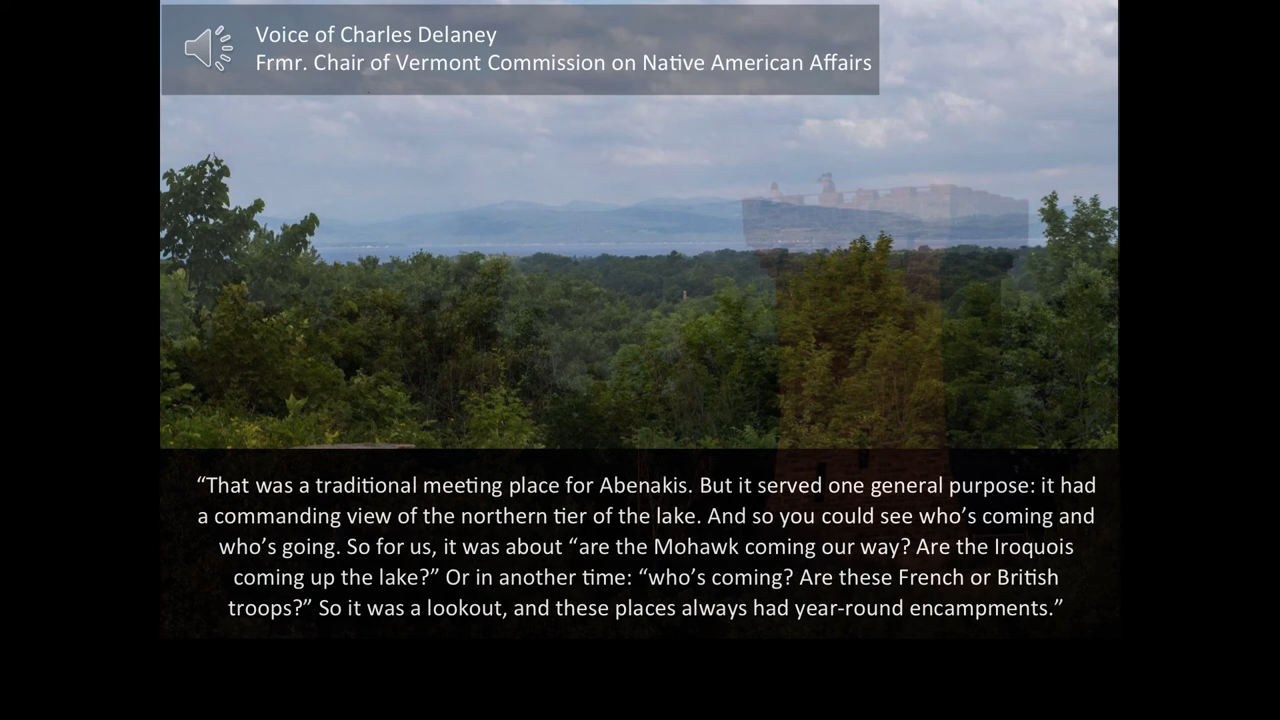 Voice of Charles Delaney
Frmr. Chair of Vermont Commission on Native American Affairs
“That was a traditional meeting place for Abenakis. But it served one general purpose: it had
a commanding view of the northern tier of the lake. And so you could see who’s coming and
who’s going. So for us, it was about “are the Mohawk coming our way? Are the Iroquois
coming up the lake?” Or in another time: “who’s coming? Are these French or British
troops?” So it was a lookout, and these places always had year-round encampments.”